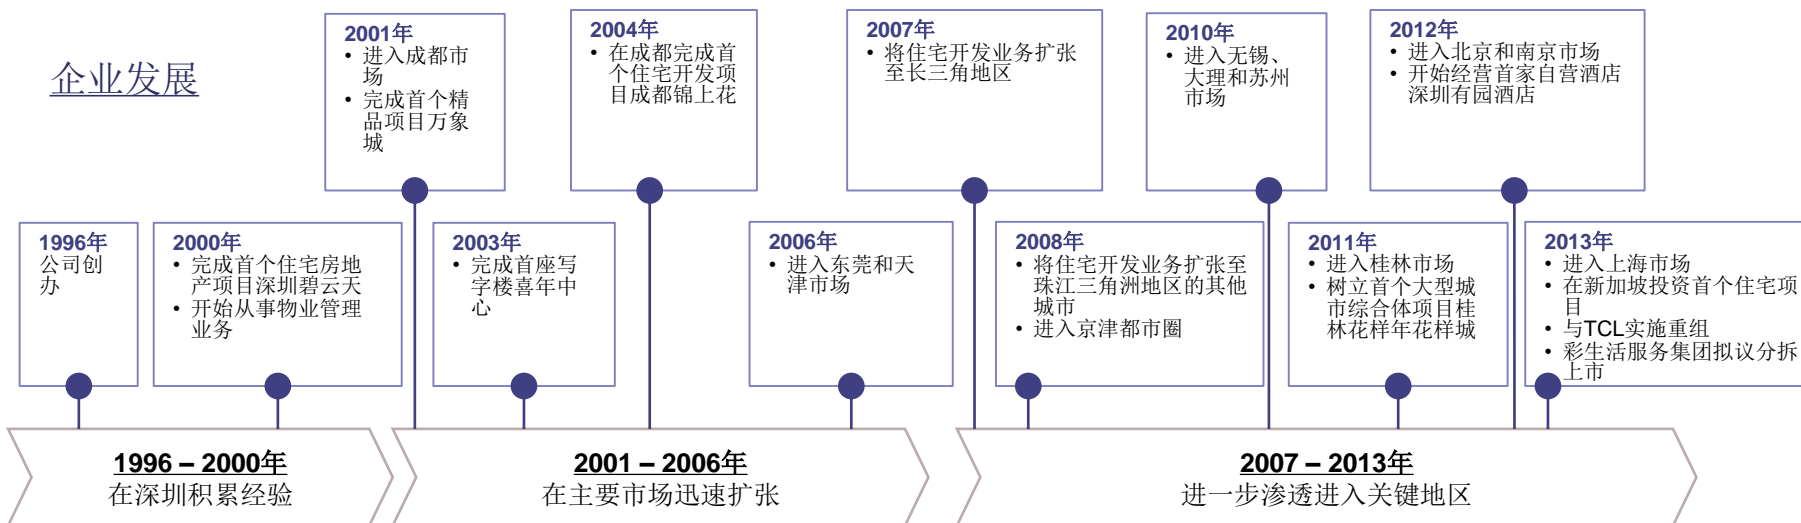 企业发展
1996年
公司创
办
2000年
• 完成首个住宅房地
产项目深圳碧云天
• 开始从事物业管理
业务
2001年
• 进入成都市
场
• 完成首个精
品项目万象
城
2003年
• 完成首座写
字楼喜年中
心
2004年
• 在成都完成首
个住宅开发项
目成都锦上花
2006年
• 进入东莞和天
津市场
2007年
• 将住宅开发业务扩张
至长三角地区
2008年
• 将住宅开发业务扩张至
珠江三角洲地区的其他
城市
• 进入京津都市圈
2010年
• 进入无锡、
大理和苏州
市场
2011年
• 进入桂林市场
• 树立首个大型城
市综合体项目桂
林花样年花样城
2012年
• 进入北京和南京市场
• 开始经营首家自营酒店
深圳有园酒店
2013年
• 进入上海市场
• 在新加坡投资首个住宅项
目
• 与TCL实施重组
• 彩生活服务集团拟议分拆
上市
1996 – 2000年
在深圳积累经验
2001 – 2006年
在主要市场迅速扩张
2007 – 2013年
进一步渗透进入关键地区